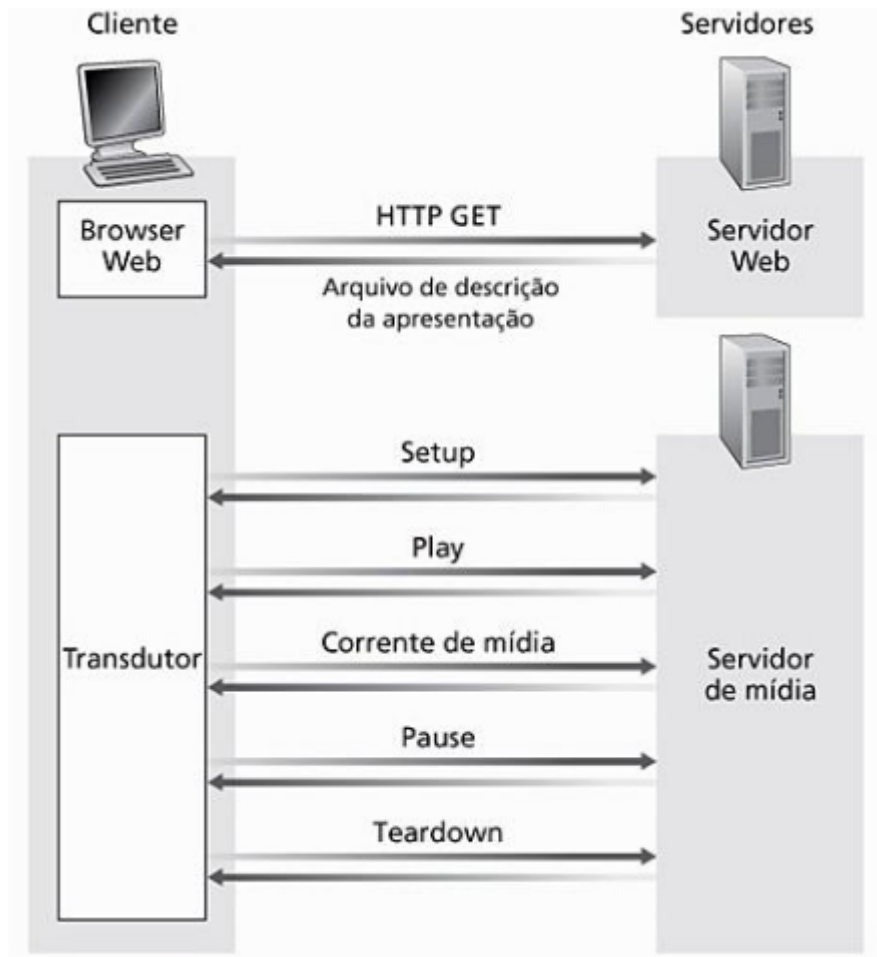 Cliente
Servidores
Browser
Web
HTTP GET
Arquivo de descrição
da apresentação
Servidor
Web
Setup
Play
Transdutor
Corrente de mídia
Servidor
de mídia
Pause
Teardown